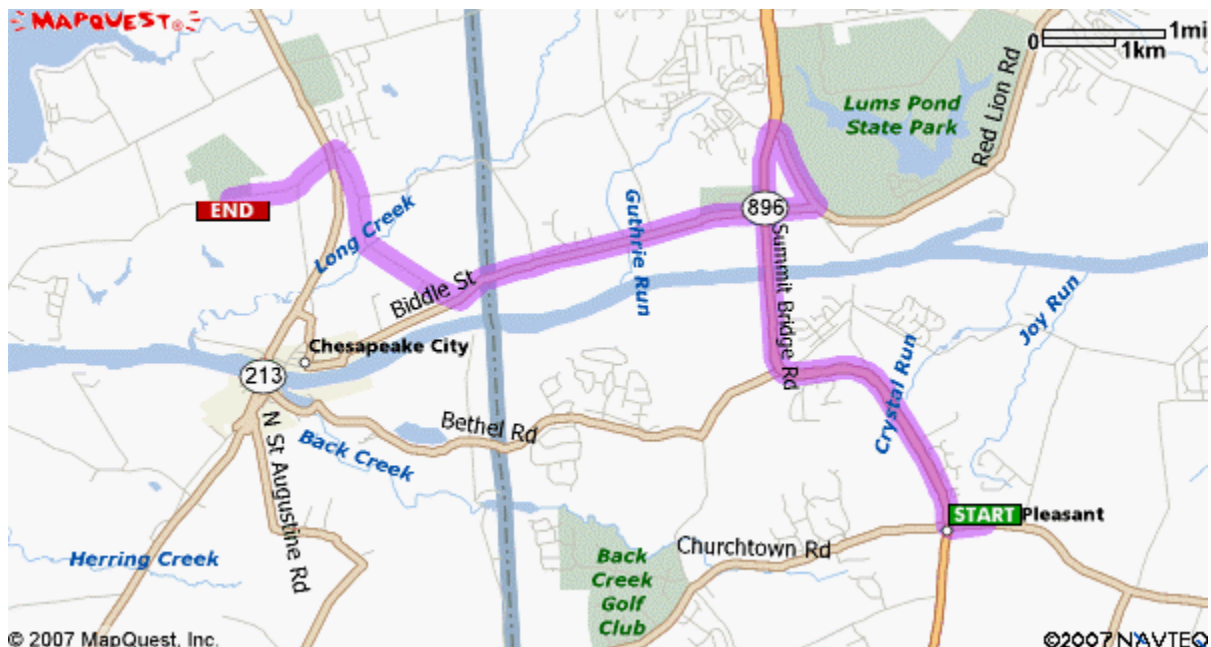 MAPQUEST®
0 1mi
1km
Lums Pond
State Park
Red Lion Rd
END
Long Creek
896
Guthrie Run
Summit Bridge Rd
Biddle St
Joy Run
Chesapeake City
213
Crystal Run
Bethel Rd
Back Creek
N St Augustine Rd
START Pleasant
Churchtown Rd
Herring Creek
Back
Creek
Golf
Club
© 2007 MapQuest, Inc.
©2007 NAVTEQ